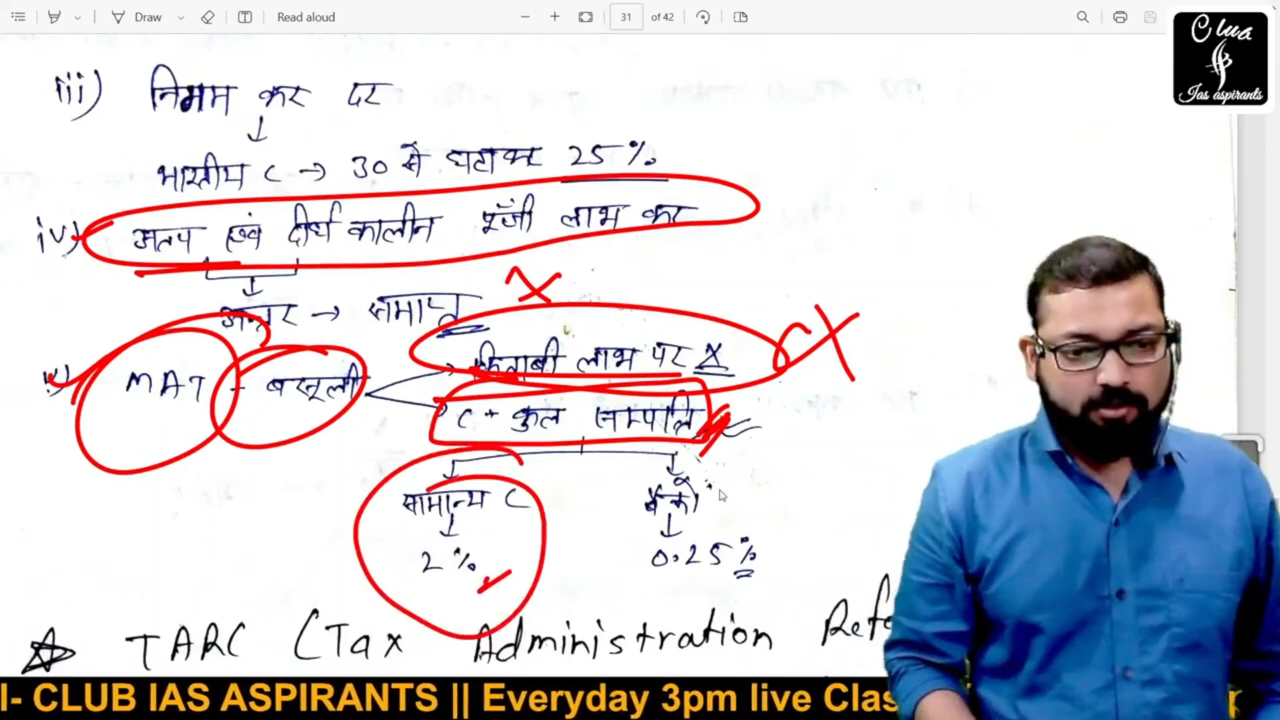 Draw
Read aloud
31 of 42
Club
Ias aspirants
iii) निगम कर दर
↓
भारतीय C → 30 से घटाकर 25%
iv) अल्प एवं दीर्घ कालीन पूँजी लाभ कर
↓
अन्तर → समाप्त
MAT - वसूली
किताबी लाभ पर X
C + कुल सम्पत्ति
सामान्य C
↓
2%
बैंकों
↓
0.25%
TARC (Tax Administration Refo
I- CLUB IAS ASPIRANTS || Everyday 3pm live Clas